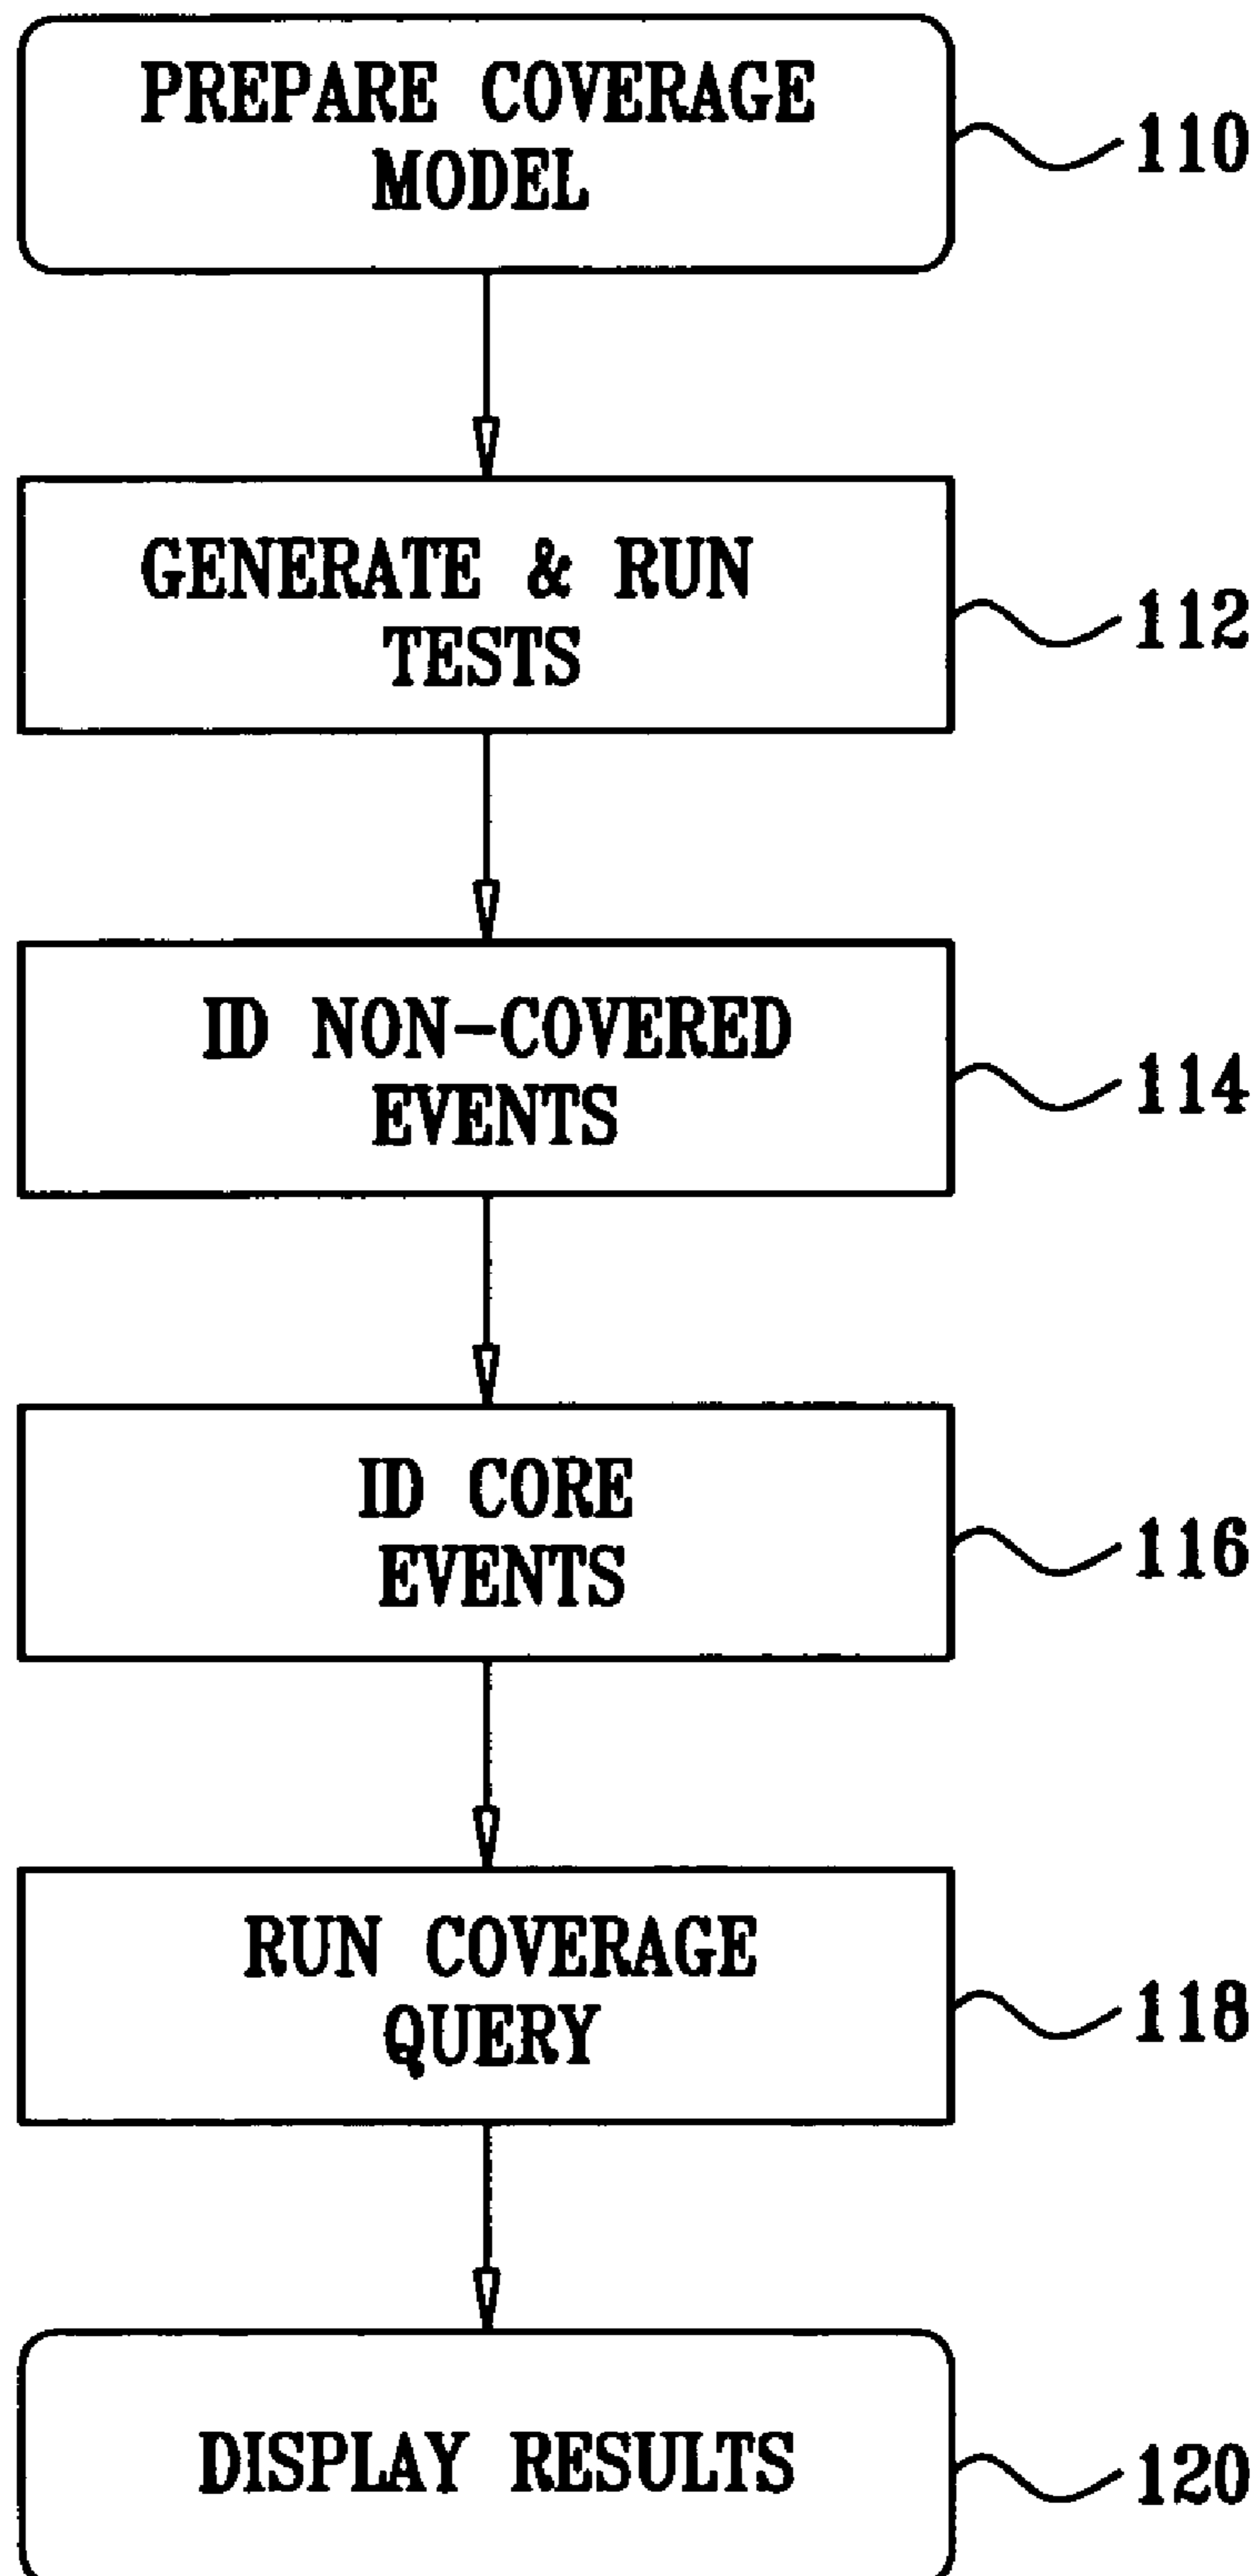 PREPARE COVERAGE
MODEL
110
GENERATE & RUN
TESTS
112
ID NON-COVERED
EVENTS
114
ID CORE
EVENTS
116
RUN COVERAGE
QUERY
118
DISPLAY RESULTS
120